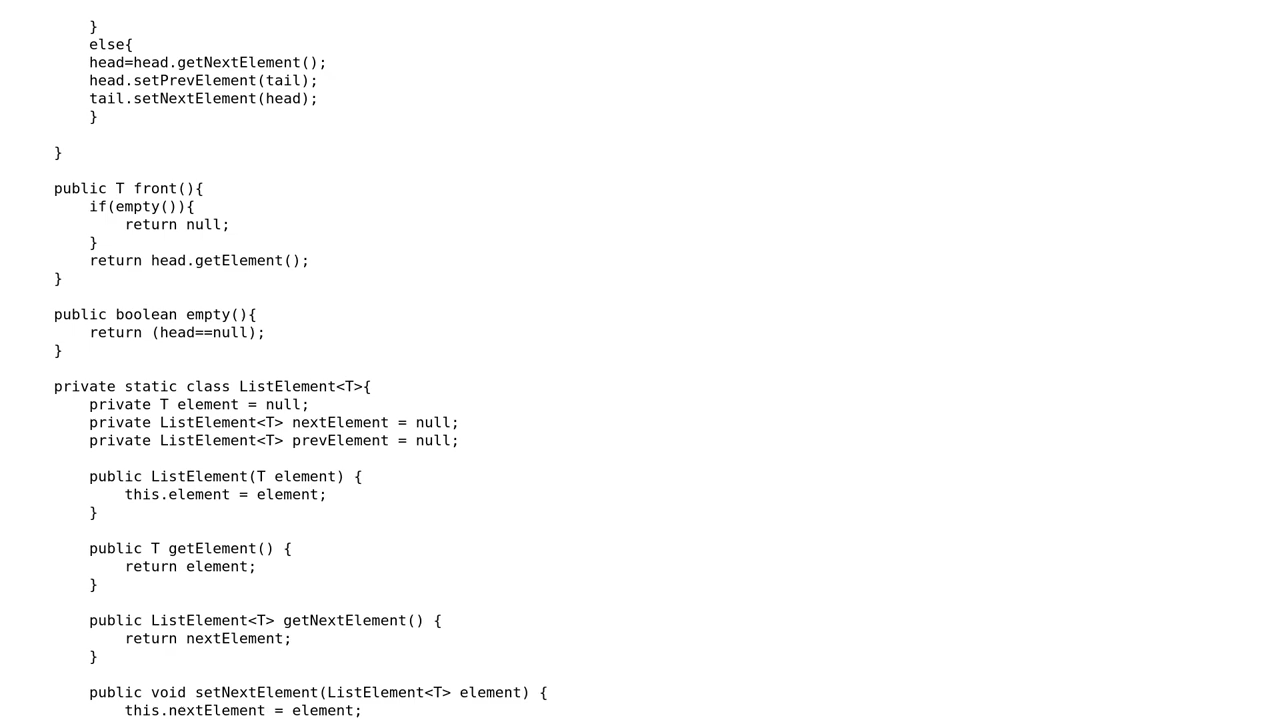 }
else{
head=head.getNextElement();
head.setPrevElement(tail);
tail.setNextElement(head);
}
}
public T front(){
if(empty()){
return null;
}
return head.getElement();
}
public boolean empty(){
return (head==null);
}
private static class ListElement<T>{
private T element = null;
private ListElement<T> nextElement = null;
private ListElement<T> prevElement = null;
public ListElement(T element) {
this.element = element;
}
public T getElement() {
return element;
}
public ListElement<T> getNextElement() {
return nextElement;
}
public void setNextElement(ListElement<T> element) {
this.nextElement = element;